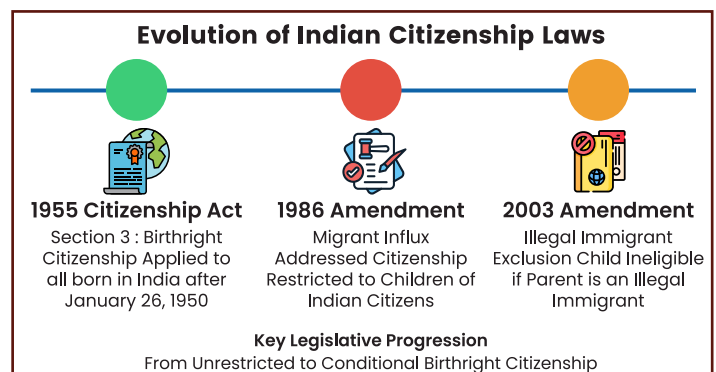 Evolution of Indian Citizenship Laws
1955 Citizenship Act
Section 3 : Birthright
Citizenship Applied to
all born in India after
January 26, 1950
1986 Amendment
Migrant Influx
Addressed Citizenship
Restricted to Children of
Indian Citizens
2003 Amendment
Illegal Immigrant
Exclusion Child Ineligible
if Parent is an Illegal
Immigrant
Key Legislative Progression
From Unrestricted to Conditional Birthright Citizenship